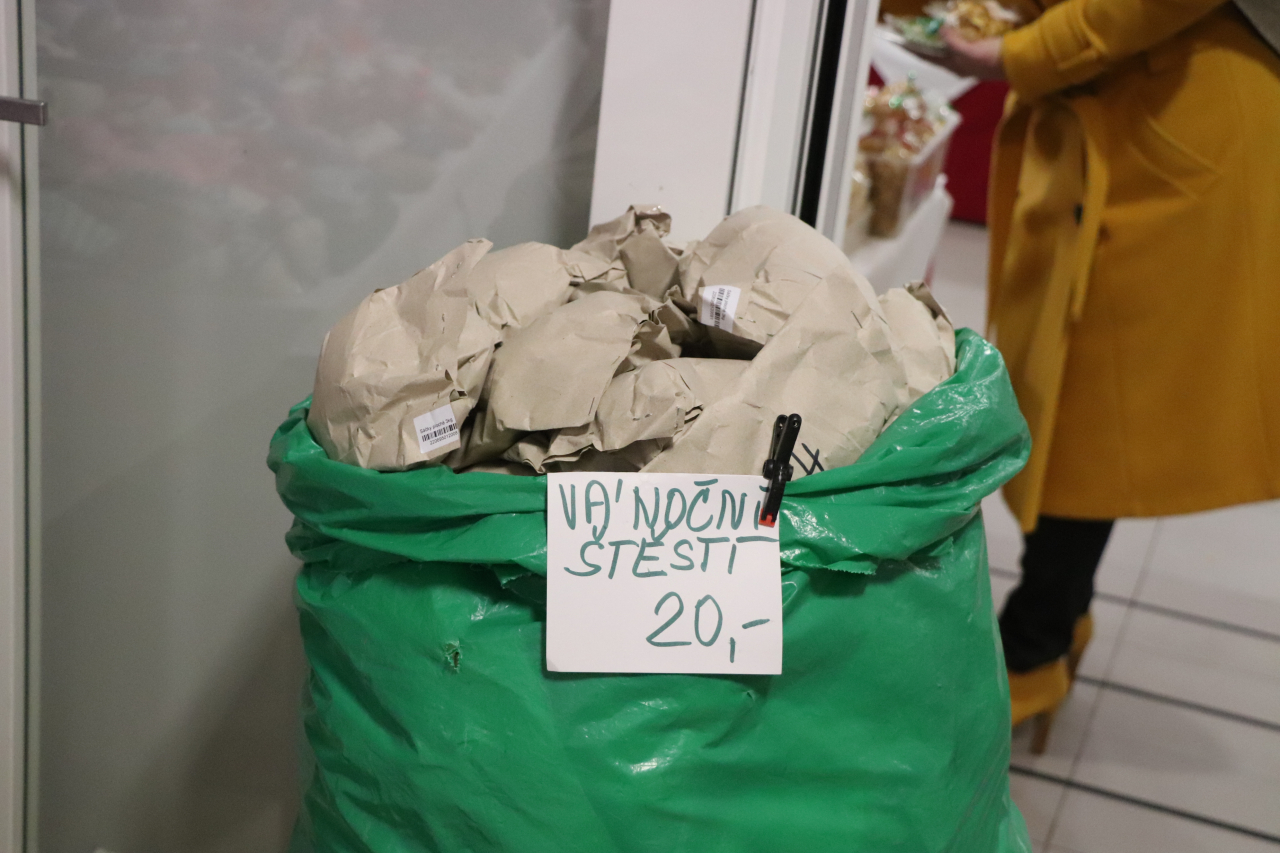 VA'NOČNÍ
ŠTĚSTÍ
20,-